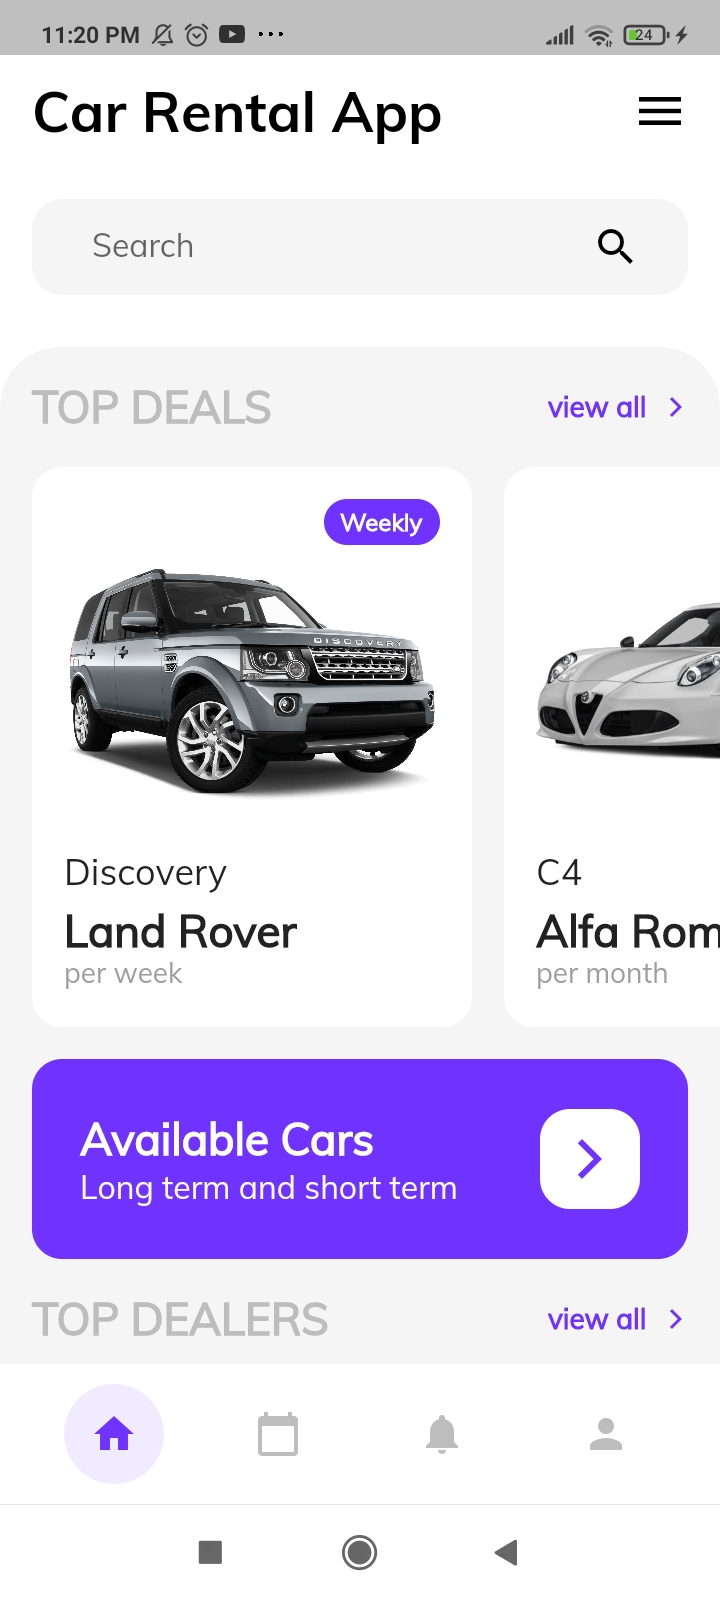 11:20 PM
24
Car Rental App
Search
TOP DEALS
view all
Weekly
DISCOVERY
Discovery
Land Rover
per week
C4
Alfa Rom
per month
Available Cars
Long term and short term
TOP DEALERS
view all